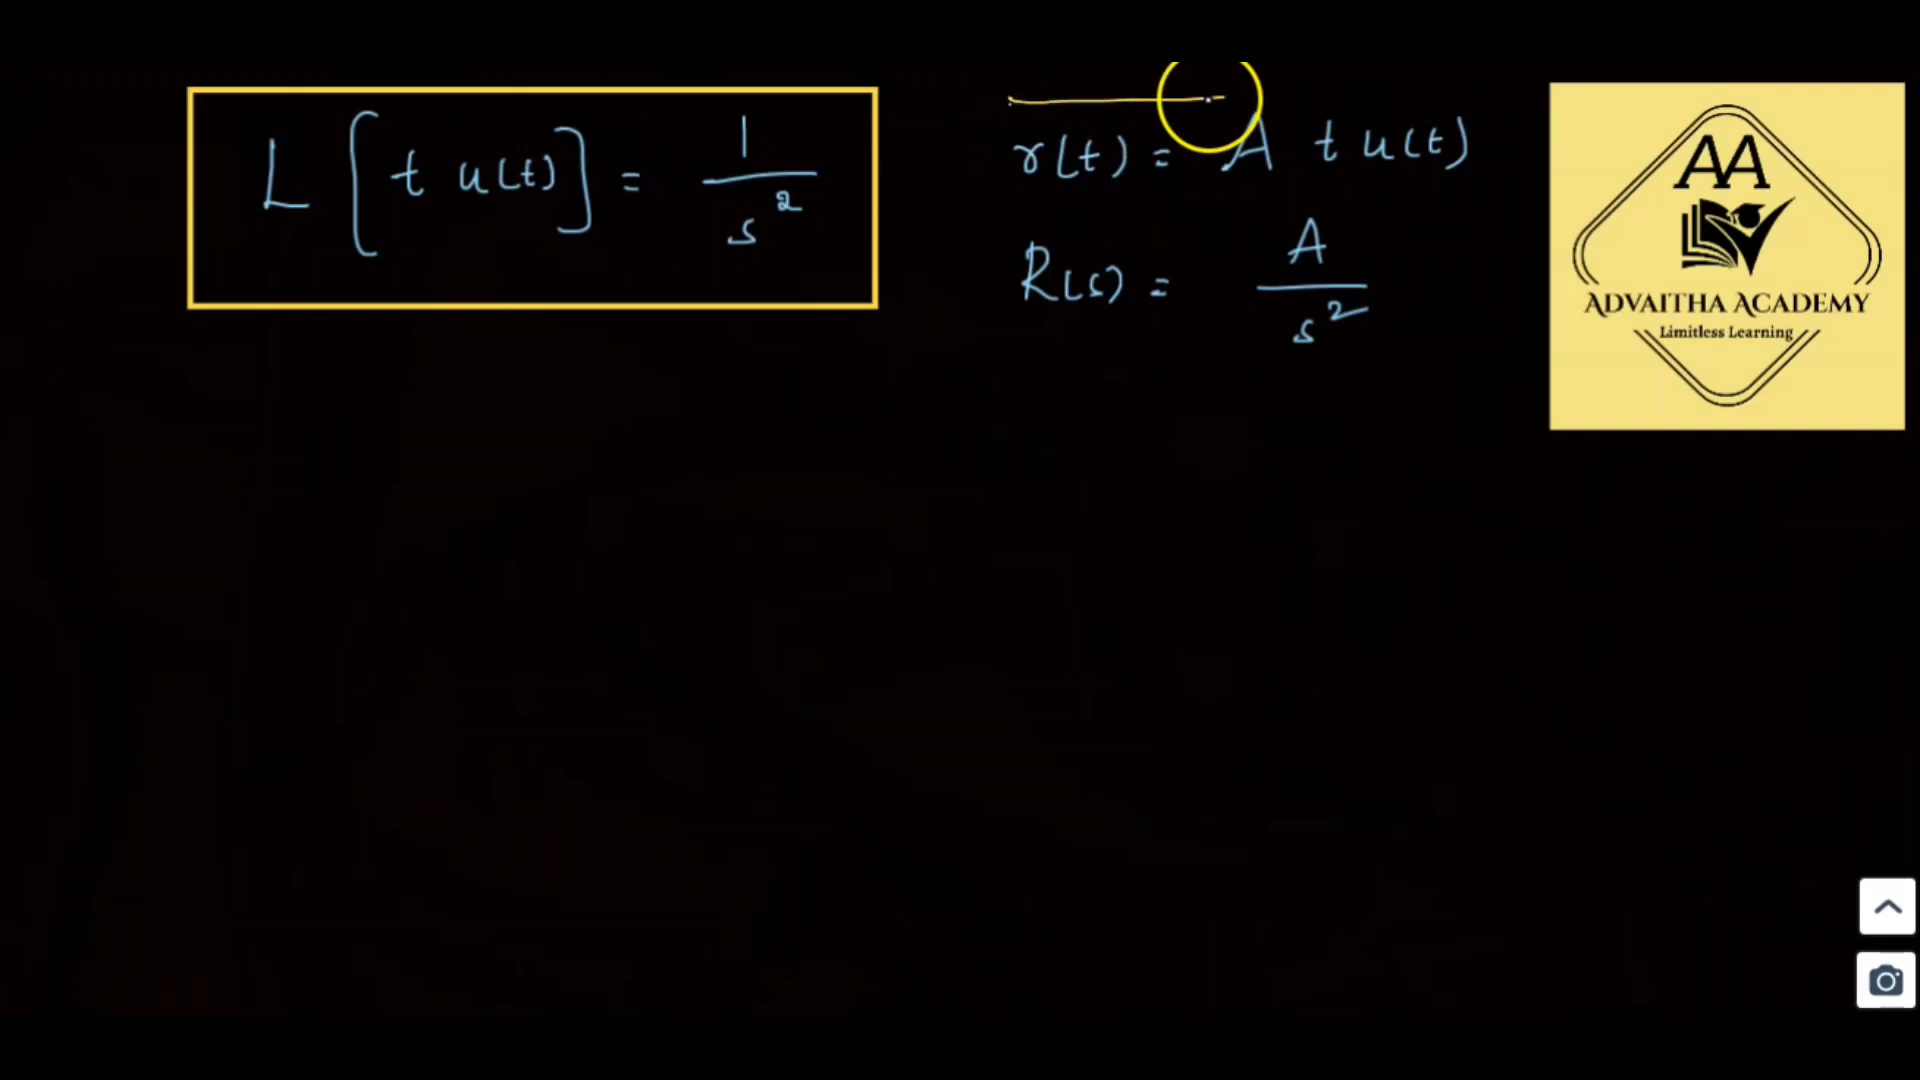 L [ t u(t) ] = 1/s²
r(t) = A t u(t)
R(s) = A/s²
AA
ADVAITHA ACADEMY
Limitless Learning